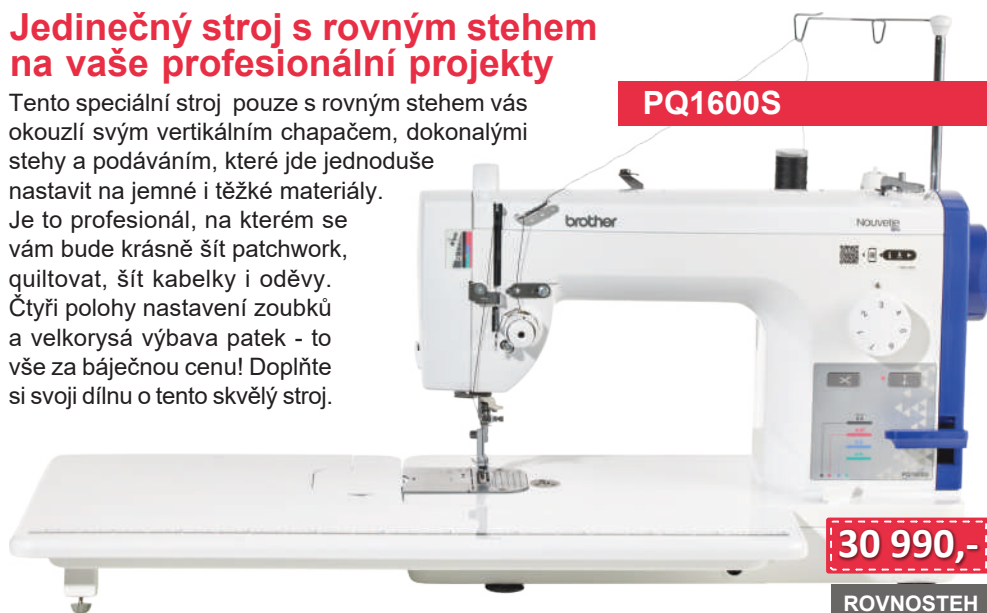 Jedinečný stroj s rovným stehem
na vaše profesionální projekty
Tento speciální stroj pouze s rovným stehem vás
okouzlí svým vertikálním chapačem, dokonalými
stehy a podáváním, které jde jednoduše
nastavit na jemné i těžké materiály.
Je to profesionál, na kterém se
vám bude krásně šít patchwork,
quiltovat, šít kabelky i oděvy.
Čtyři polohy nastavení zoubků
a velkorysá výbava patek - to
vše za báječnou cenu! Doplňte
si svoji dílnu o tento skvělý stroj.
PQ1600S
brother
Nouvelle
PQ1600S
30 990,-
ROVNOSTEH